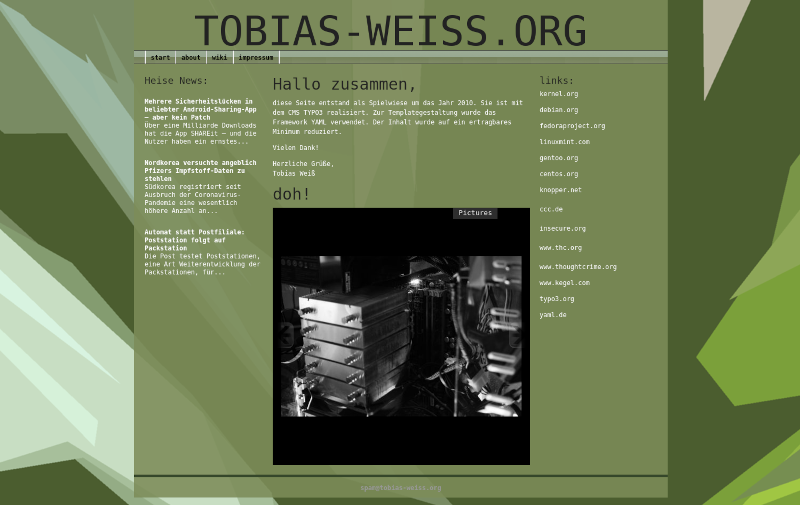 TOBIAS-WEISS.ORG
start about wiki impressum
Heise News:
Mehrere Sicherheitslücken in
beliebter Android-Sharing-App
– aber kein Patch
Über eine Milliarde Downloads
hat die App SHAREit – und die
Nutzer haben ein ernstes...
Nordkorea versuchte angeblich
Pfizers Impfstoff-Daten zu
stehlen
Südkorea registriert seit
Ausbruch der Coronavirus-
Pandemie eine wesentlich
höhere Anzahl an...
Automat statt Postfiliale:
Poststation folgt auf
Packstation
Die Post testet Poststationen,
eine Art Weiterentwicklung der
Packstationen, für...
Hallo zusammen,
diese Seite entstand als Spielwiese um das Jahr 2010. Sie ist mit
dem CMS TYPO3 realisiert. Zur Templategestaltung wurde das
Framework YAML verwendet. Der Inhalt wurde auf ein ertragbares
Minimum reduziert.
Vielen Dank!
Herzliche Grüße,
Tobias Weiß
doh!
Pictures
links:
kernel.org
debian.org
fedoraproject.org
linuxmint.com
gentoo.org
centos.org
knopper.net
ccc.de
insecure.org
www.thc.org
www.thoughtcrime.org
www.kegel.com
typo3.org
yaml.de
spam@tobias-weiss.org